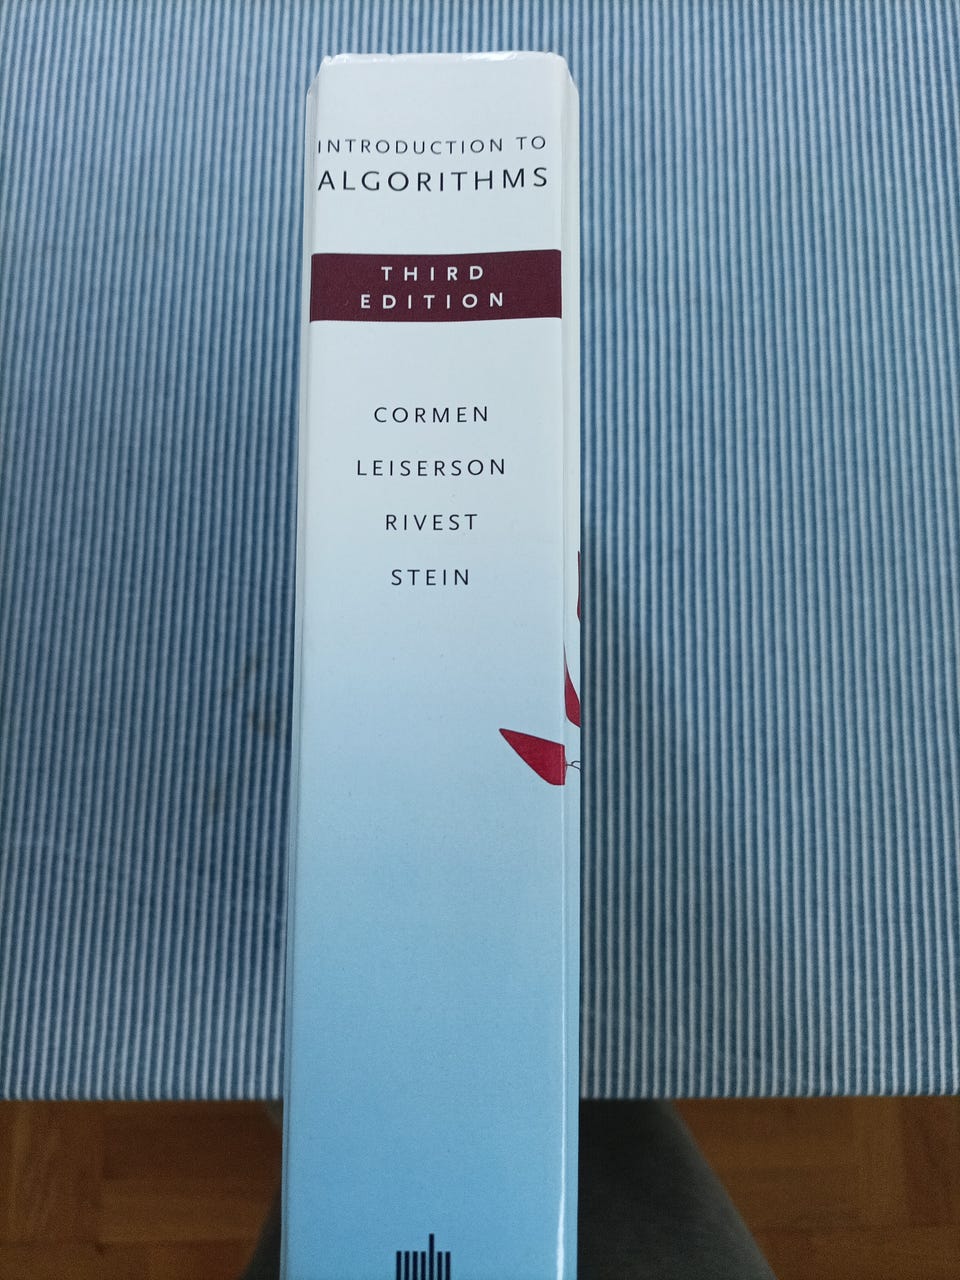 INTRODUCTION TO
ALGORITHMS
THIRD
EDITION
CORMEN
LEISERSON
RIVEST
STEIN